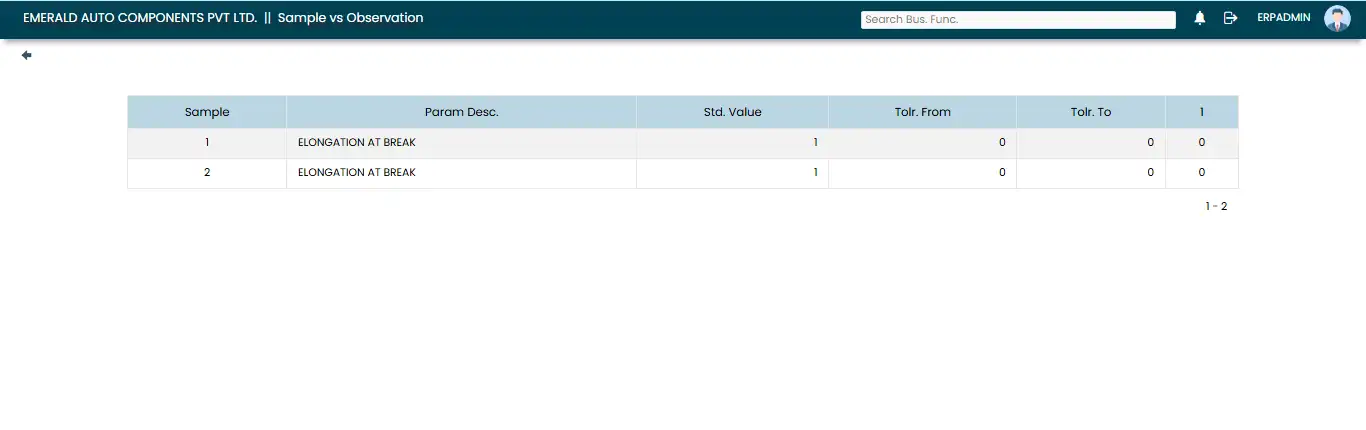 EMERALD AUTO COMPONENTS PVT LTD. || Sample vs Observation Search Bus. Func. ERPADMIN
Sample Param Desc. Std. Value Tolr. From Tolr. To 1
1 ELONGATION AT BREAK 1 0 0 0
2 ELONGATION AT BREAK 1 0 0 0
1 - 2